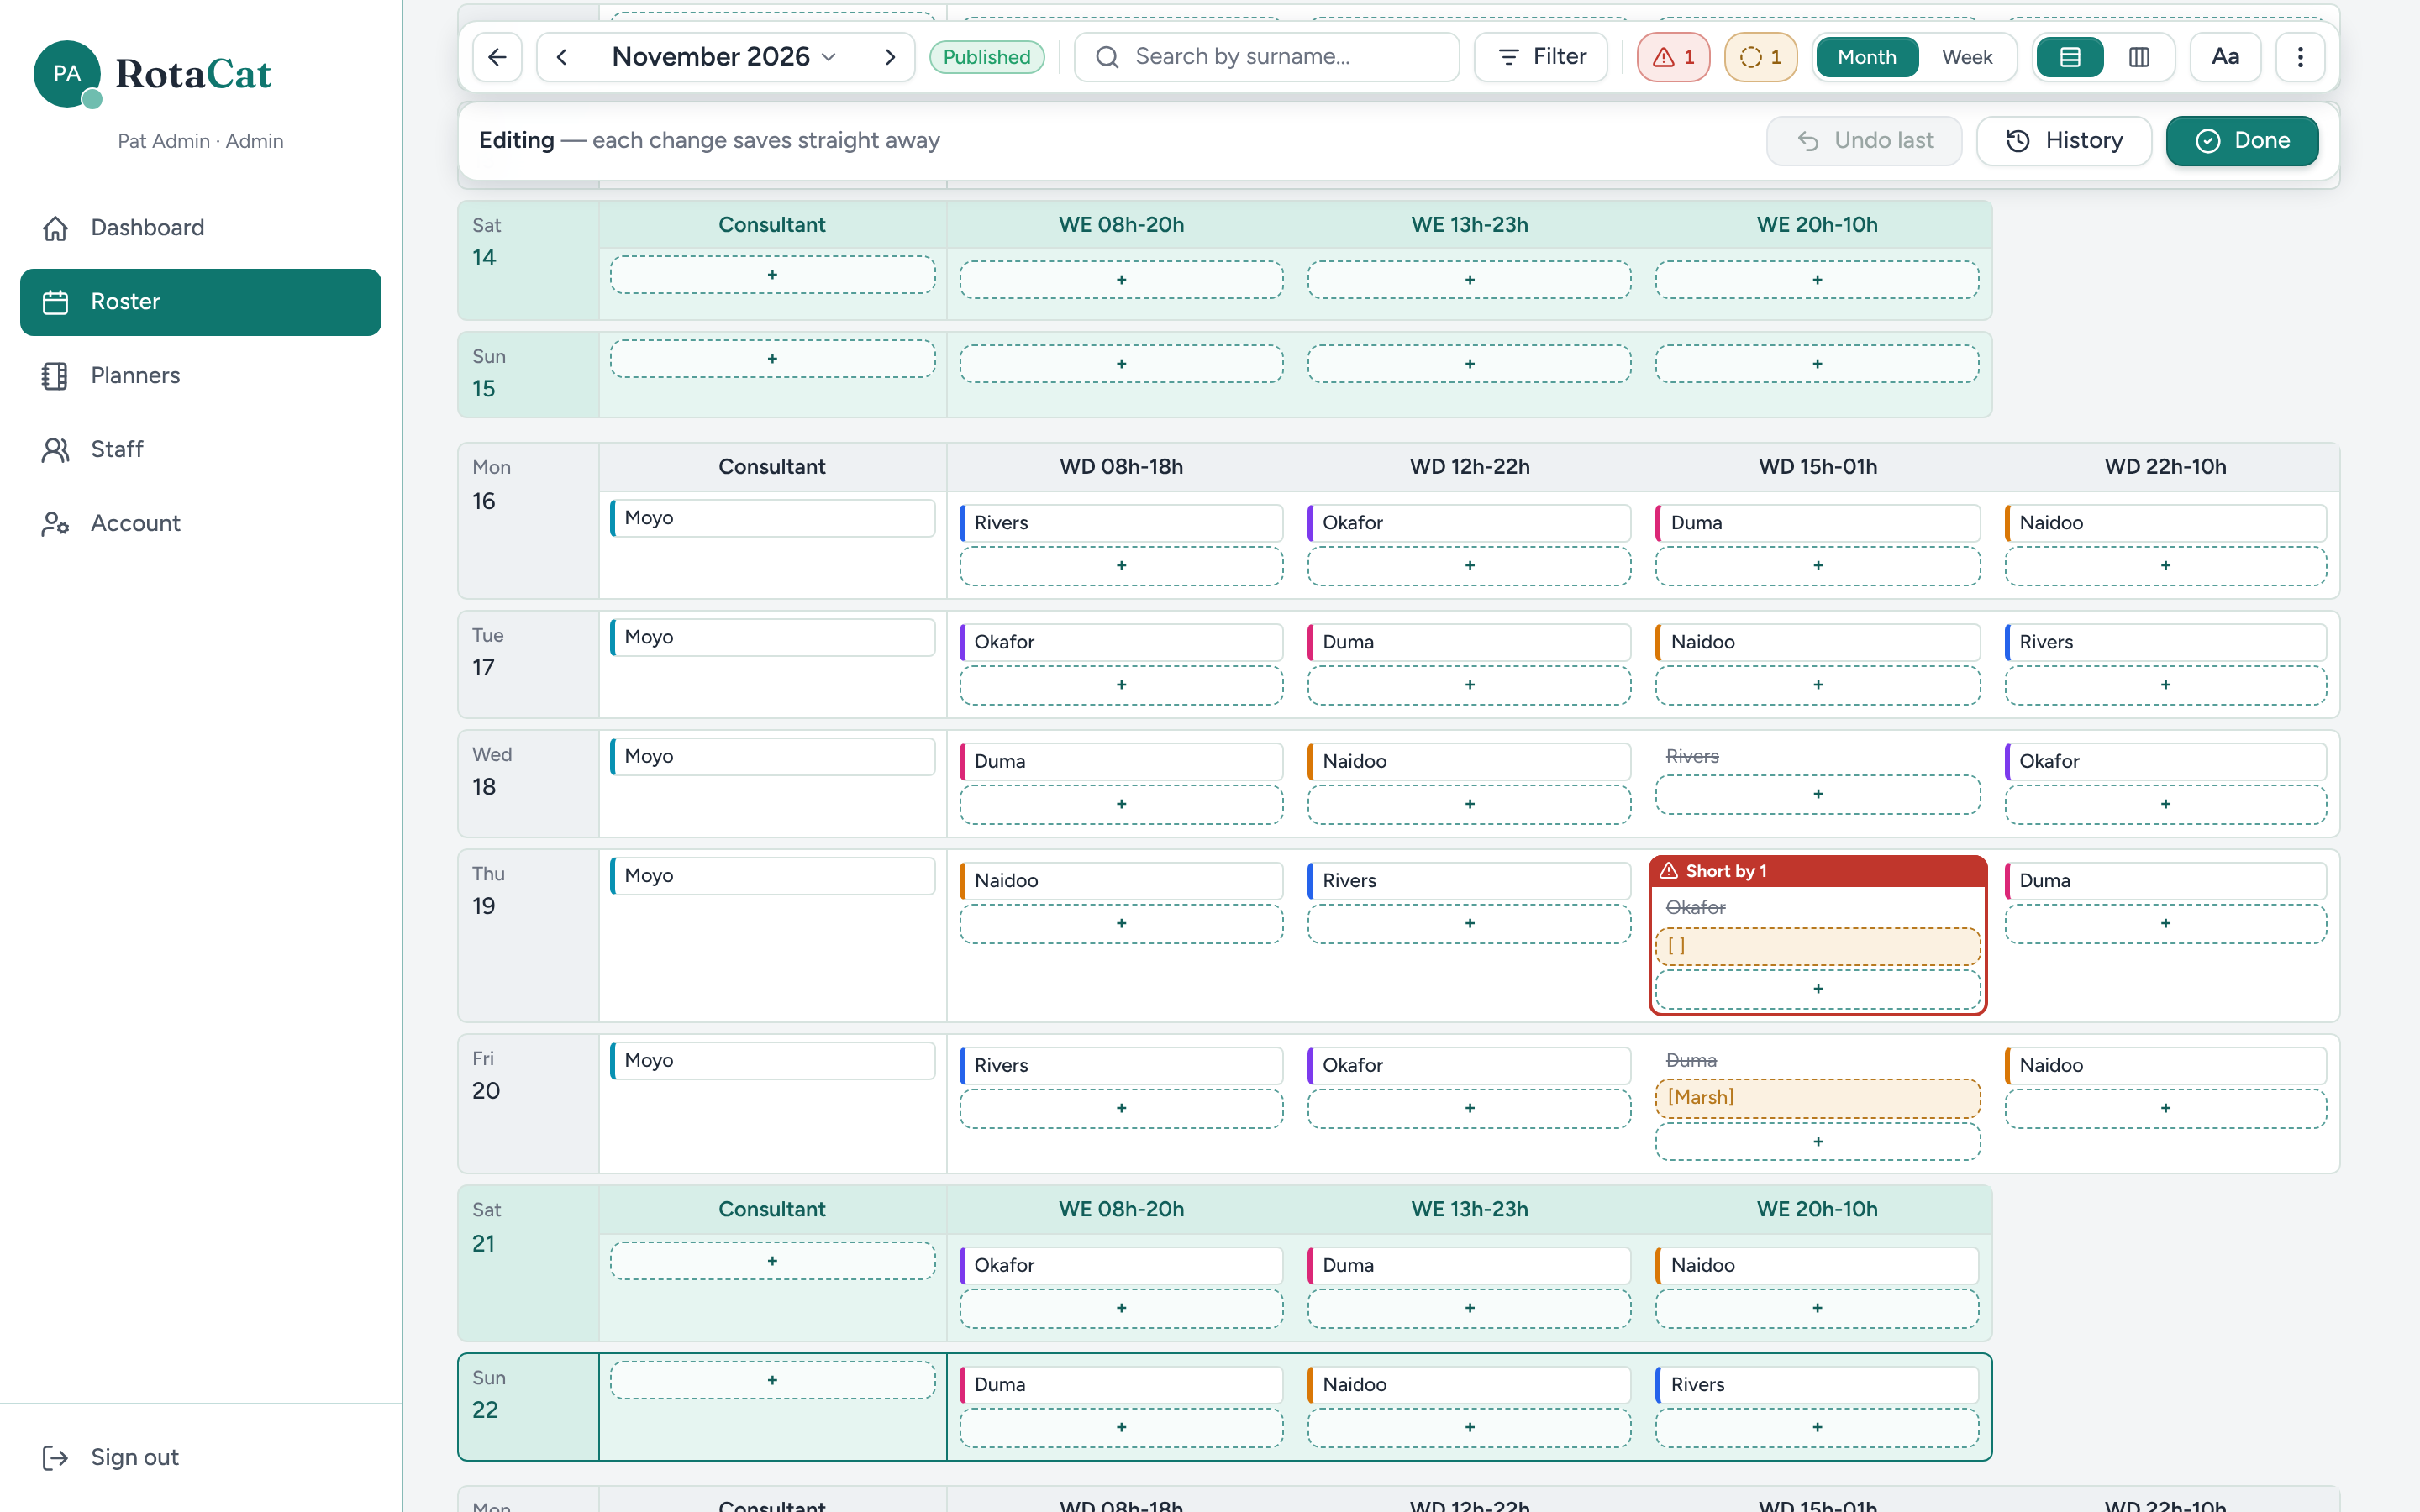 PA
RotaCat
Pat Admin · Admin
Dashboard
Roster
Planners
Staff
Account
Sign out
November 2026
Published
Search by surname...
Filter
1
1
Month
Week
Aa
Editing — each change saves straight away
Undo last
History
Done
Sat
14
Consultant
WE 08h-20h
WE 13h-23h
WE 20h-10h
+
+
+
+
Sun
15
+
+
+
+
Mon
16
Consultant
WD 08h-18h
WD 12h-22h
WD 15h-01h
WD 22h-10h
Moyo
Rivers
Okafor
Duma
Naidoo
+
+
+
+
Tue
17
Moyo
Okafor
Duma
Naidoo
Rivers
+
+
+
+
Wed
18
Moyo
Duma
Naidoo
Rivers
Okafor
+
+
+
+
Thu
19
Moyo
Naidoo
Rivers
Short by 1
Okafor
[ ]
Duma
+
+
+
+
Fri
20
Moyo
Rivers
Okafor
Duma
[Marsh]
Naidoo
+
+
+
+
Sat
21
Consultant
WE 08h-20h
WE 13h-23h
WE 20h-10h
+
Okafor
Duma
Naidoo
+
+
+
Sun
22
+
Duma
Naidoo
Rivers
+
+
+
Mon
Consultant
WD 08h-18h
WD 12h-22h
WD 15h-01h
WD 22h-10h